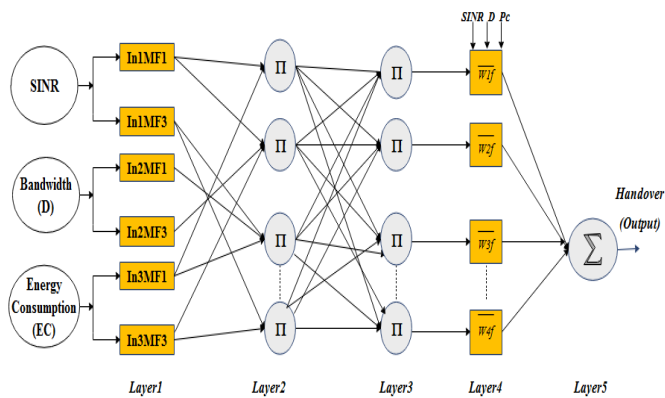 SINR D Pc
SINR
Bandwidth
(D)
Energy
Consumption
(EC)
In1MF1
In1MF3
In2MF1
In2MF3
In3MF1
In3MF3
Π
Π
Π
Π
Π
Π
Π
Π
W1f
W2f
W3f
W4f
∑
Handover
(Output)
Layer1
Layer2
Layer3
Layer4
Layer5